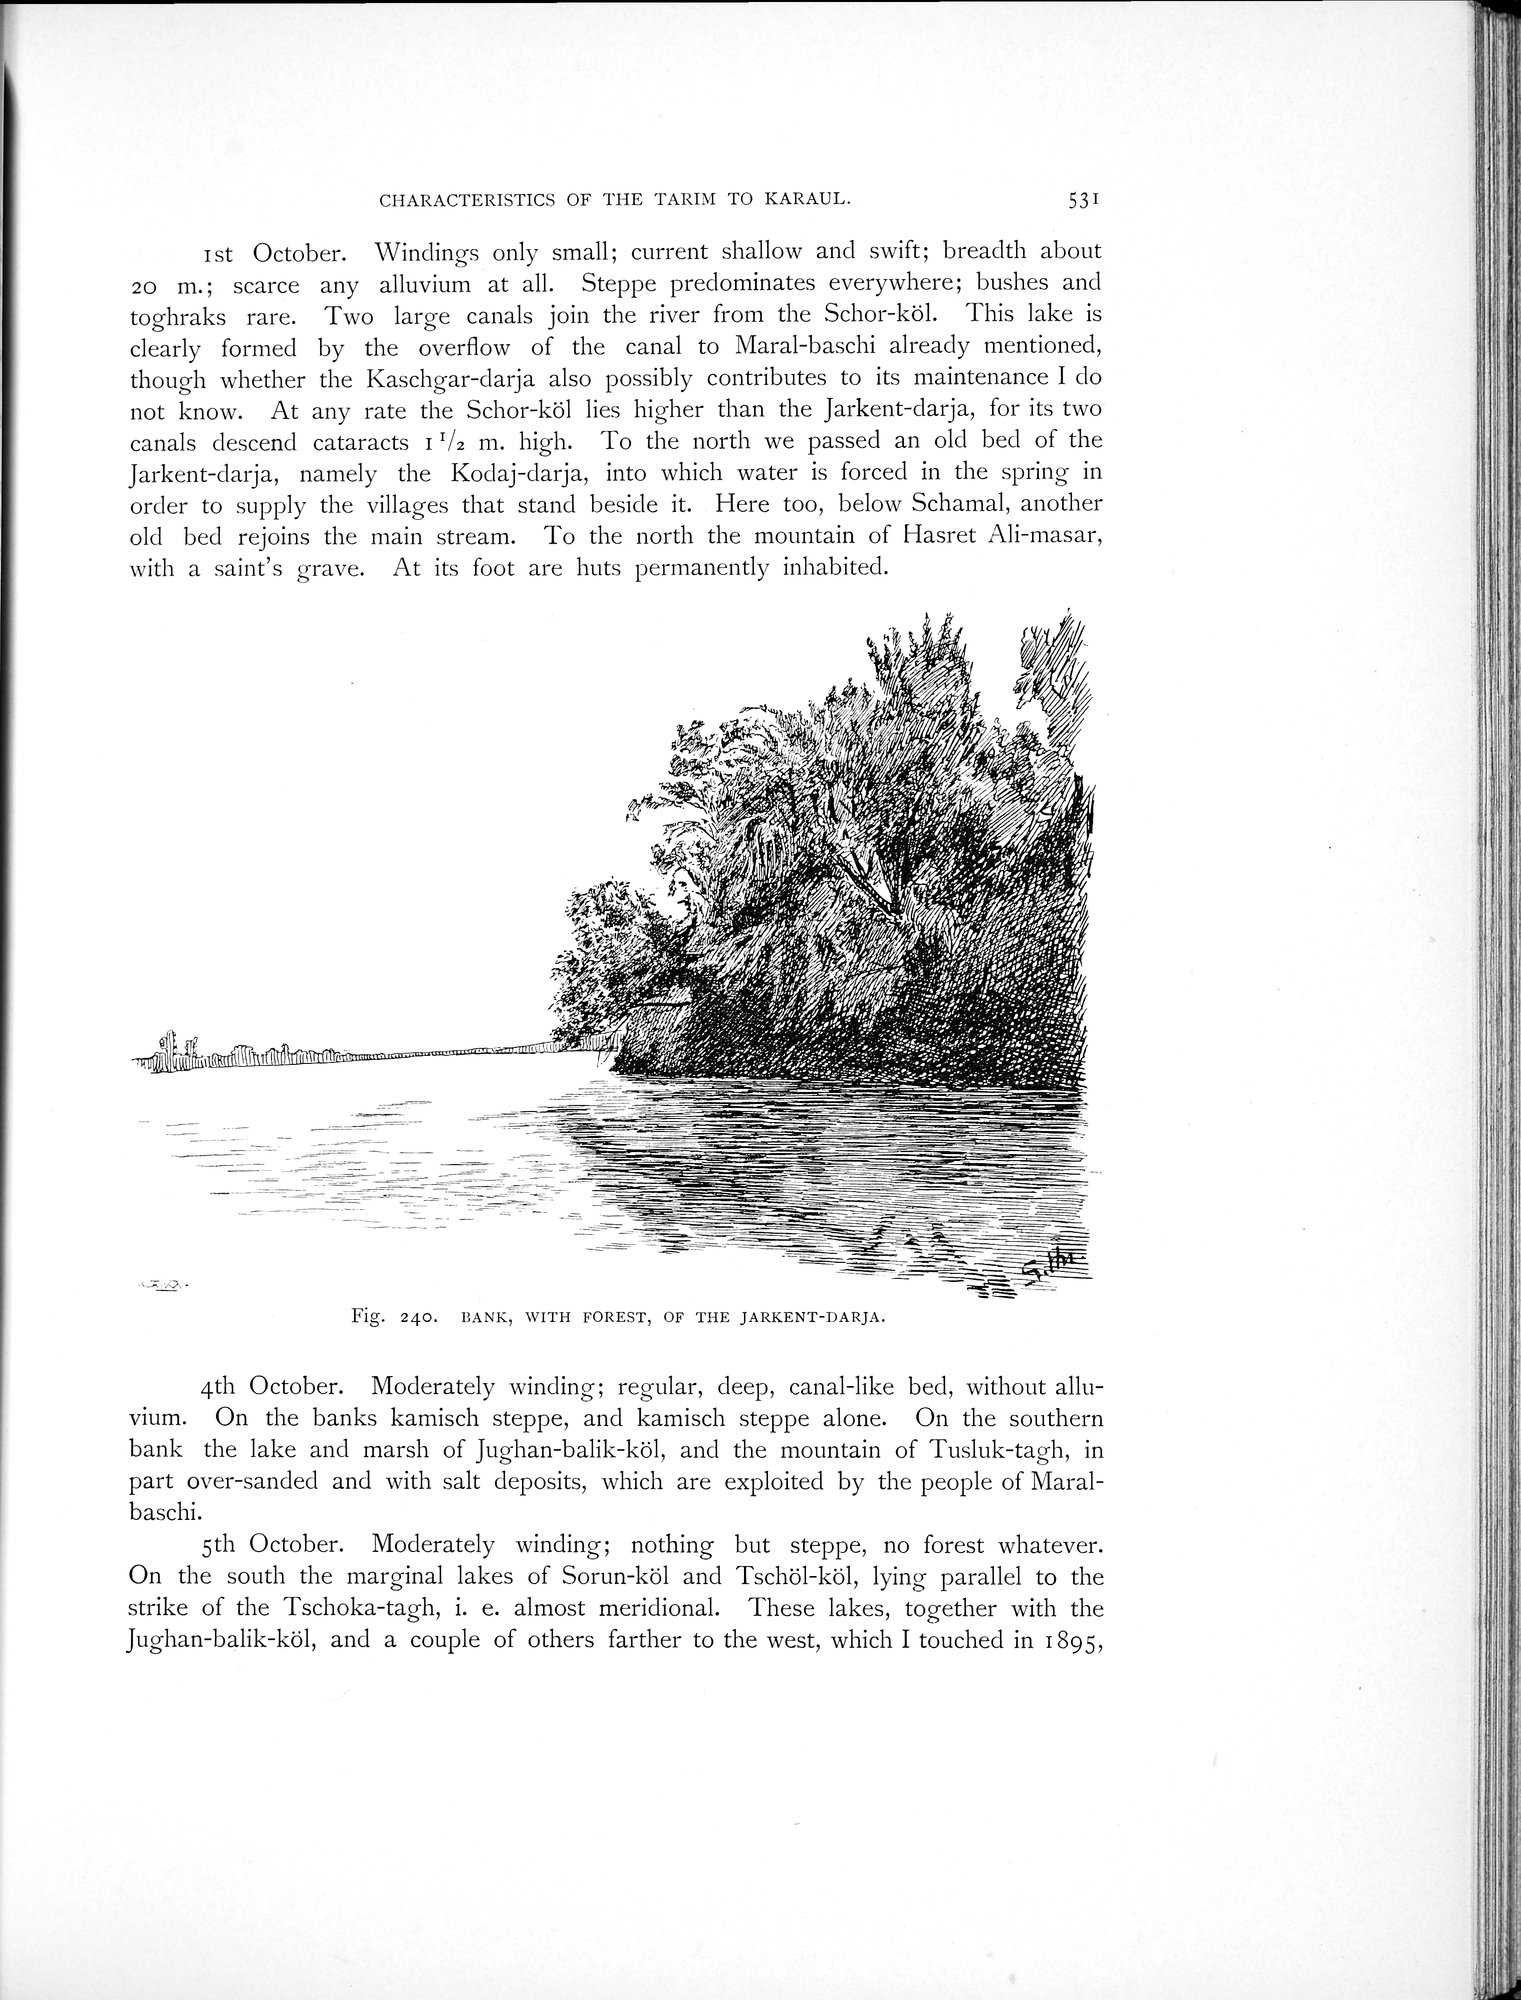 CHARACTERISTICS OF THE TARIM TO KARAUL. 531
1st October. Windings only small; current shallow and swift; breadth about
20 m.; scarce any alluvium at all. Steppe predominates everywhere; bushes and
toghraks rare. Two large canals join the river from the Schor-köl. This lake is
clearly formed by the overflow of the canal to Maral-baschi already mentioned,
though whether the Kaschgar-darja also possibly contributes to its maintenance I do
not know. At any rate the Schor-köl lies higher than the Jarkent-darja, for its two
canals descend cataracts 1 1/2 m. high. To the north we passed an old bed of the
Jarkent-darja, namely the Kodaj-darja, into which water is forced in the spring in
order to supply the villages that stand beside it. Here too, below Schamal, another
old bed rejoins the main stream. To the north the mountain of Hasret Ali-masar,
with a saint's grave. At its foot are huts permanently inhabited.
Fig. 240. BANK, WITH FOREST, OF THE JARKENT-DARJA.
4th October. Moderately winding; regular, deep, canal-like bed, without allu-
vium. On the banks kamisch steppe, and kamisch steppe alone. On the southern
bank the lake and marsh of Jughan-balik-köl, and the mountain of Tusluk-tagh, in
part over-sanded and with salt deposits, which are exploited by the people of Maral-
baschi.
5th October. Moderately winding; nothing but steppe, no forest whatever.
On the south the marginal lakes of Sorun-köl and Tschöl-köl, lying parallel to the
strike of the Tschoka-tagh, i. e. almost meridional. These lakes, together with the
Jughan-balik-köl, and a couple of others farther to the west, which I touched in 1895,